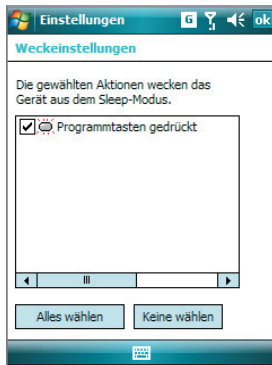 Einstellungen G ok
Weckeinstellungen
Die gewählten Aktionen wecken das
Gerät aus dem Sleep-Modus.
Programmtasten gedrückt
Alles wählen Keine wählen